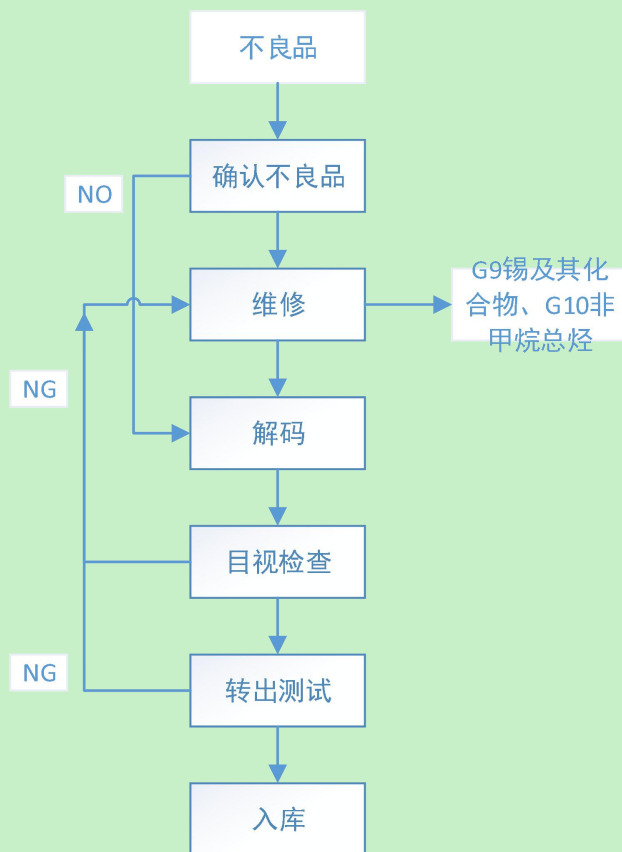 不良品
确认不良品
NO
维修
G9锡及其化
合物、G10非
甲烷总烃
NG
解码
目视检查
NG
转出测试
入库